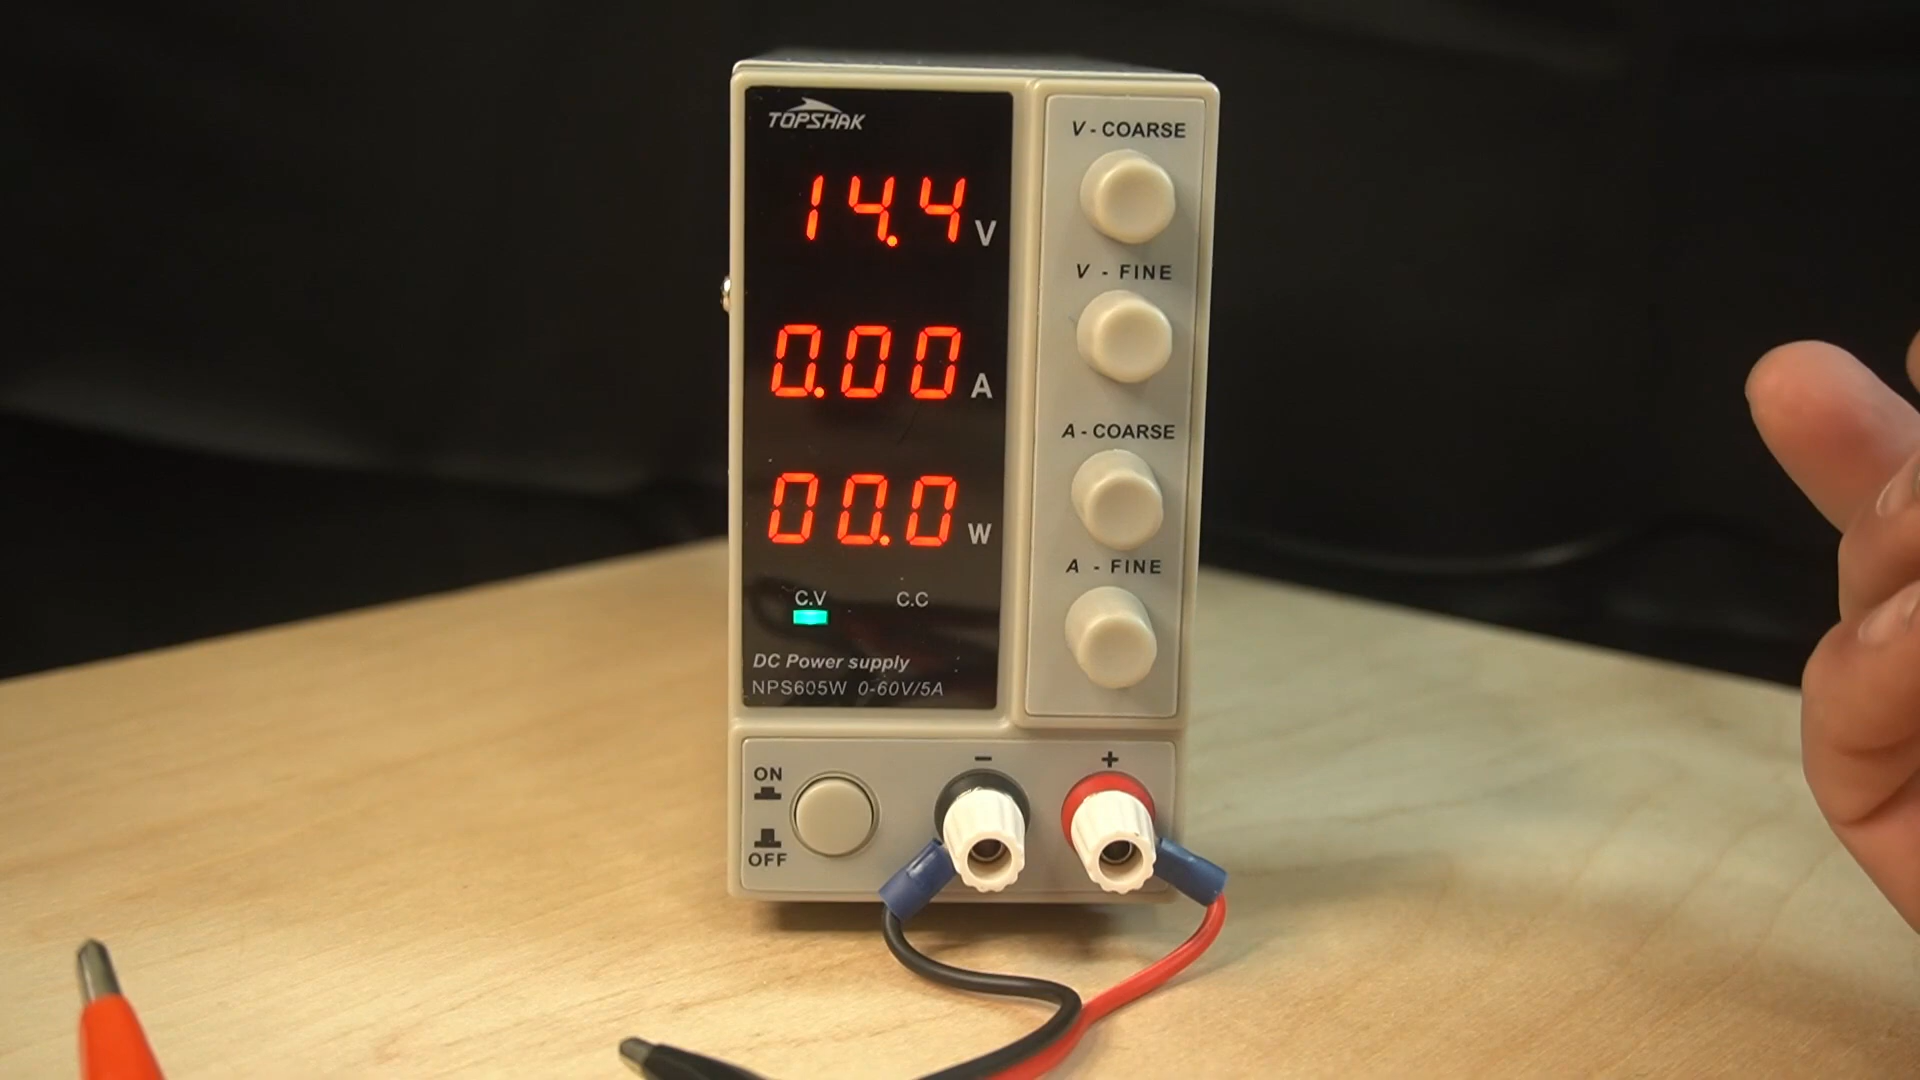 TOPSHAK
14.4 V
0.00 A
00.0 W
C.V C.C
DC Power supply
NPS605W 0-60V/5A
V - COARSE
V - FINE
A - COARSE
A - FINE
ON
OFF
- +